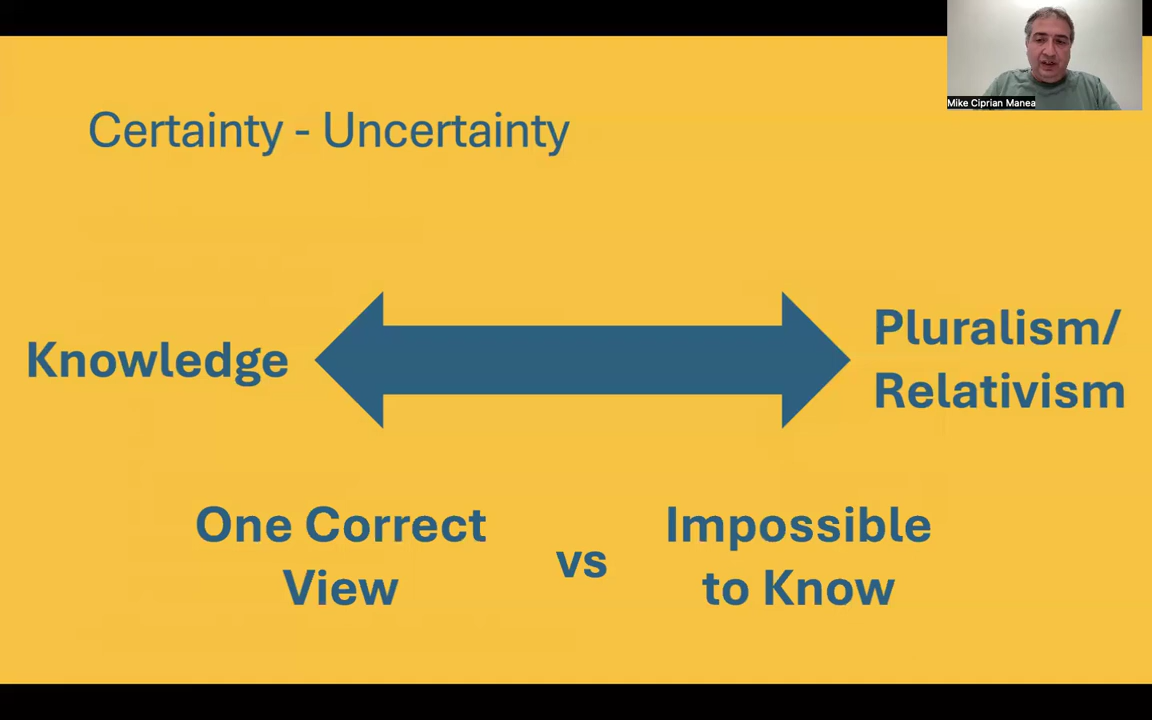 Mike Ciprian Manea
Certainty - Uncertainty
Knowledge
Pluralism/
Relativism
One Correct
View
vs
Impossible
to Know